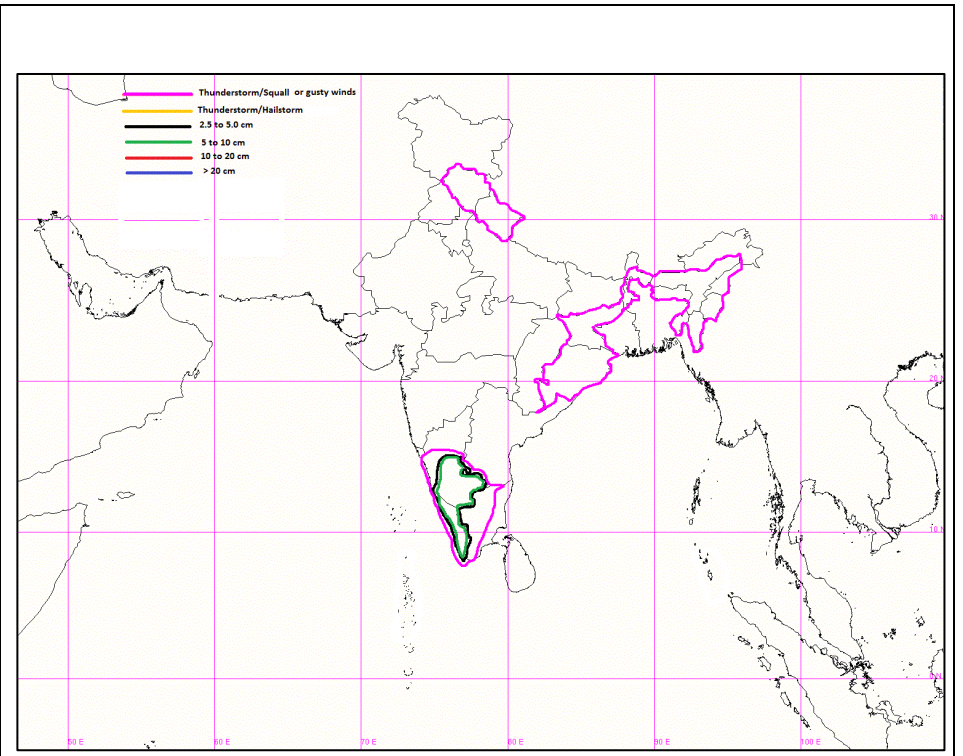 Thunderstorm/Squall or gusty winds
Thunderstorm/Hailstorm
2.5 to 5.0 cm
5 to 10 cm
10 to 20 cm
> 20 cm
30 N
20 N
10 N
50 E 60 E 70 E 80 E 90 E 100 E